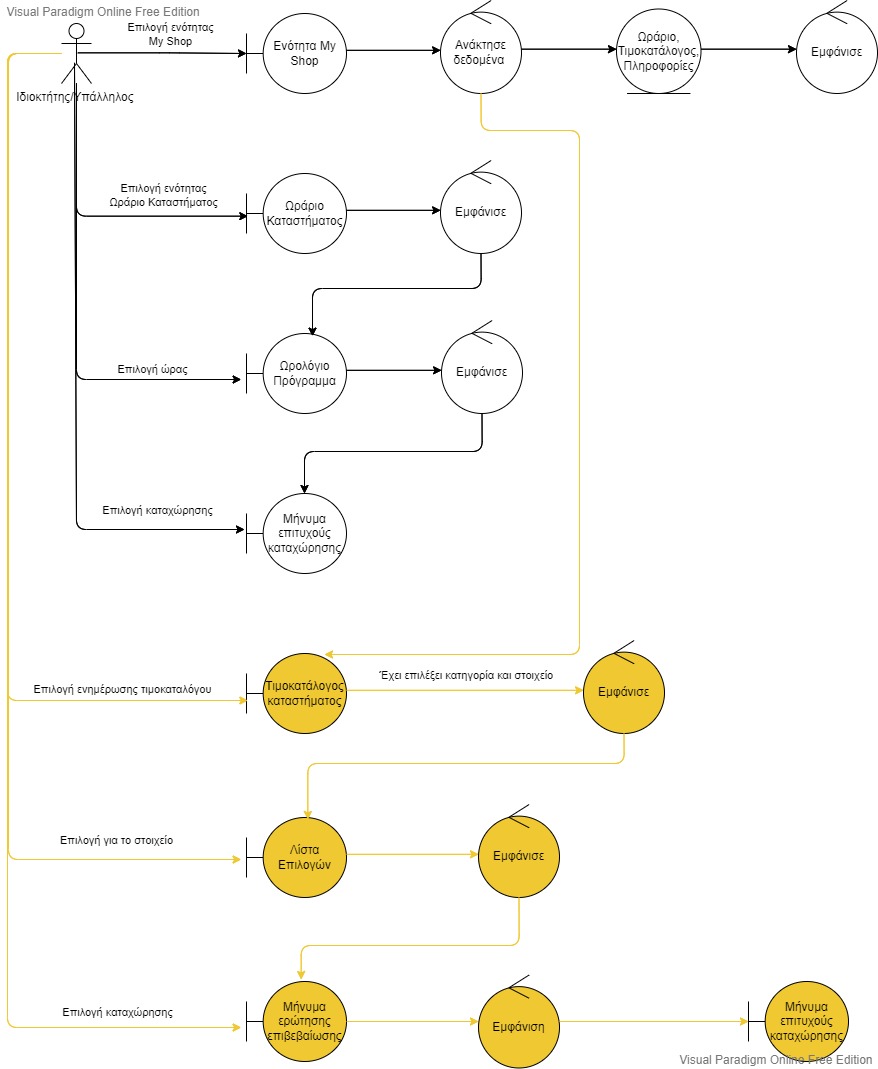 Visual Paradigm Online Free Edition
Επιλογή ενότητας
My Shop
Ενότητα My
Shop
Ανάκτησε
δεδομένα
Ωράριο,
Τιμοκατάλογος,
Πληροφορίες
Εμφάνισε
Ιδιοκτήτης/Υπάλληλος
Επιλογή ενότητας
Ωράριο Καταστήματος
Ωράριο
Καταστήματος
Εμφάνισε
Επιλογή ώρας
Ωρολόγιο
Πρόγραμμα
Εμφάνισε
Επιλογή καταχώρησης
Μήνυμα
επιτυχούς
καταχώρησης
Επιλογή ενημέρωσης τιμοκαταλόγου
Τιμοκατάλογος
καταστήματος
Έχει επιλέξει κατηγορία και στοιχείο
Εμφάνισε
Επιλογή για το στοιχείο
Λίστα
Επιλογών
Εμφάνισε
Επιλογή καταχώρησης
Μήνυμα
ερώτησης
επιβεβαίωσης
Εμφάνιση
Μήνυμα
επιτυχούς
καταχώρησης
Visual Paradigm Online Free Edition